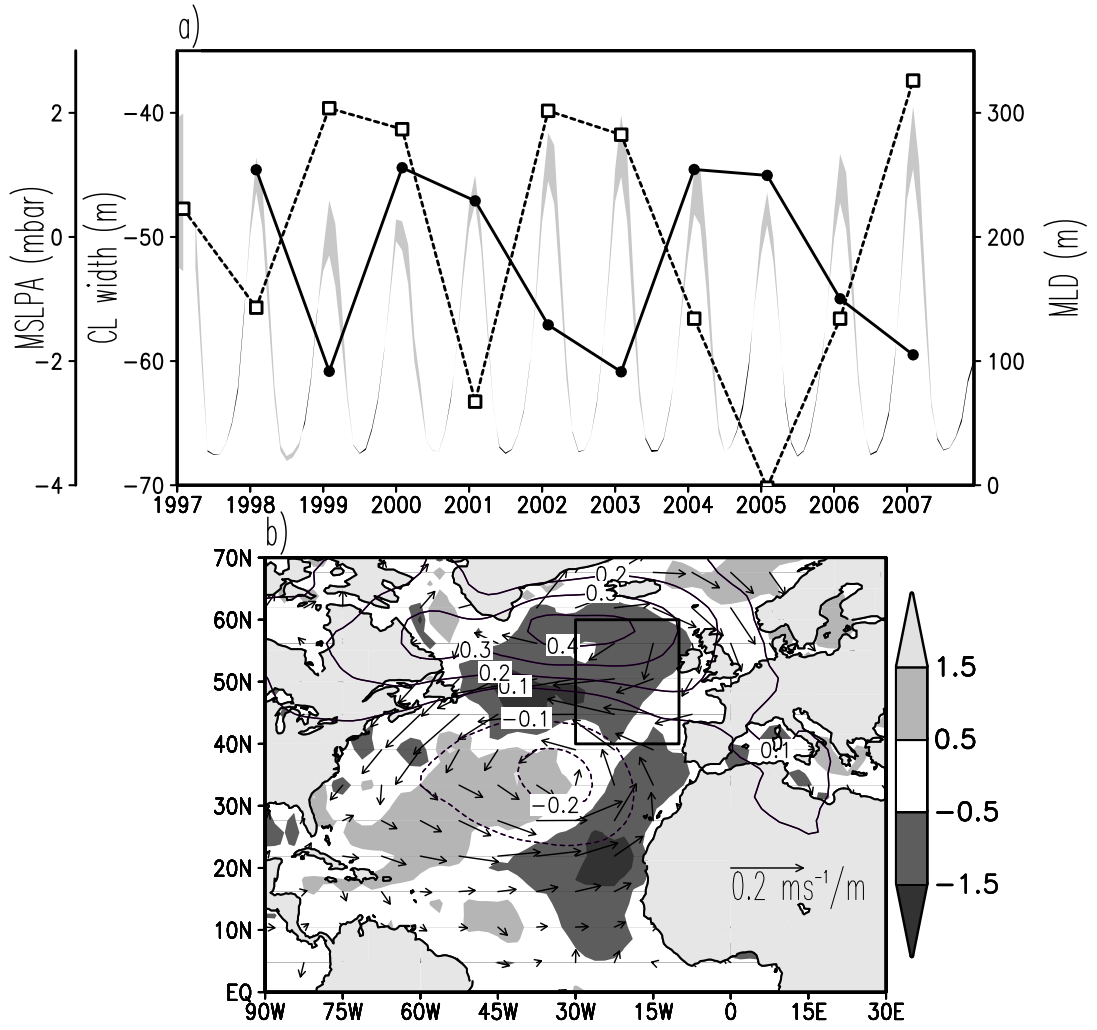 a)
2 −40 300
0 −50 200
−2 −60 100
−4 −70 0
MSLPA (mbar)
CL width (m)
MLD (m)
1997 1998 1999 2000 2001 2002 2003 2004 2005 2006 2007
b)
70N
60N
50N
40N
30N
20N
10N
EQ
0.2
0.3
0.4
0.3
0.2
0.1
−0.1
−0.2
0.1
0.2 ms⁻¹/m
1.5
0.5
−0.5
−1.5
90W 75W 60W 45W 30W 15W 0 15E 30E